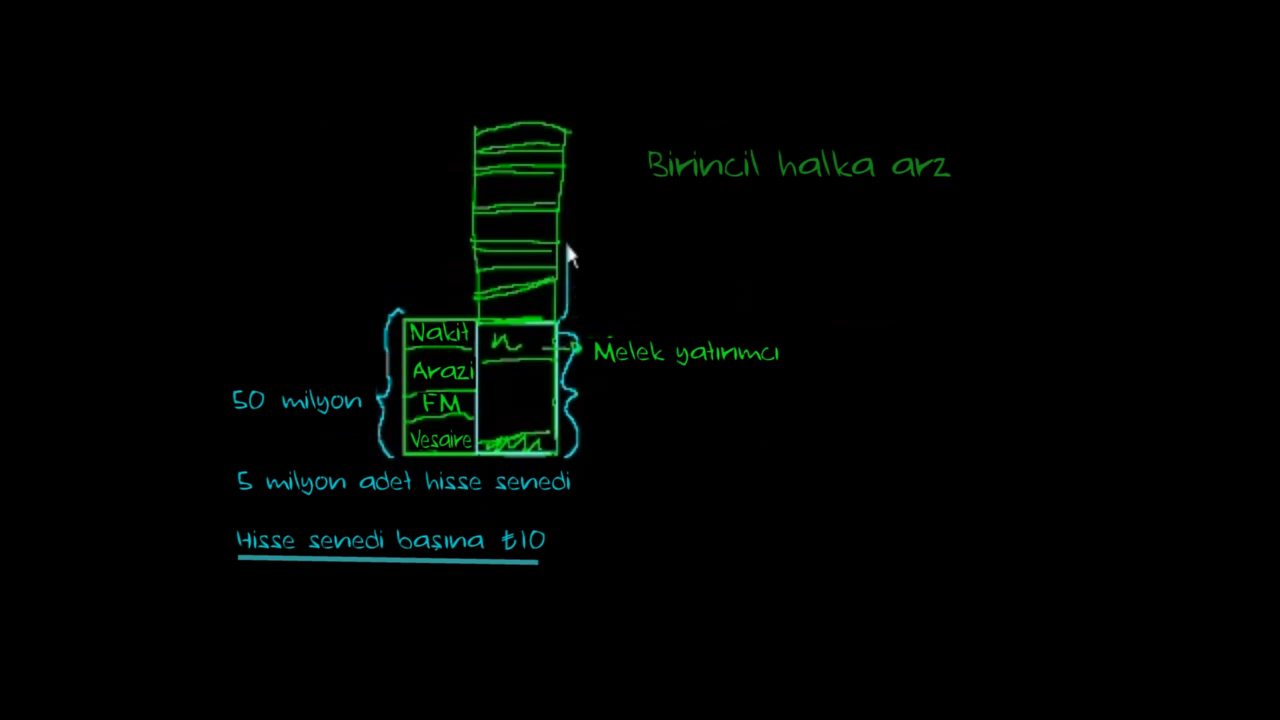 Birincil halka arz
Nakit
n
Melek yatırımcı
Arazi
50 milyon
FM
Vesaire
5 milyon adet hisse senedi
Hisse senedi başına ₺10